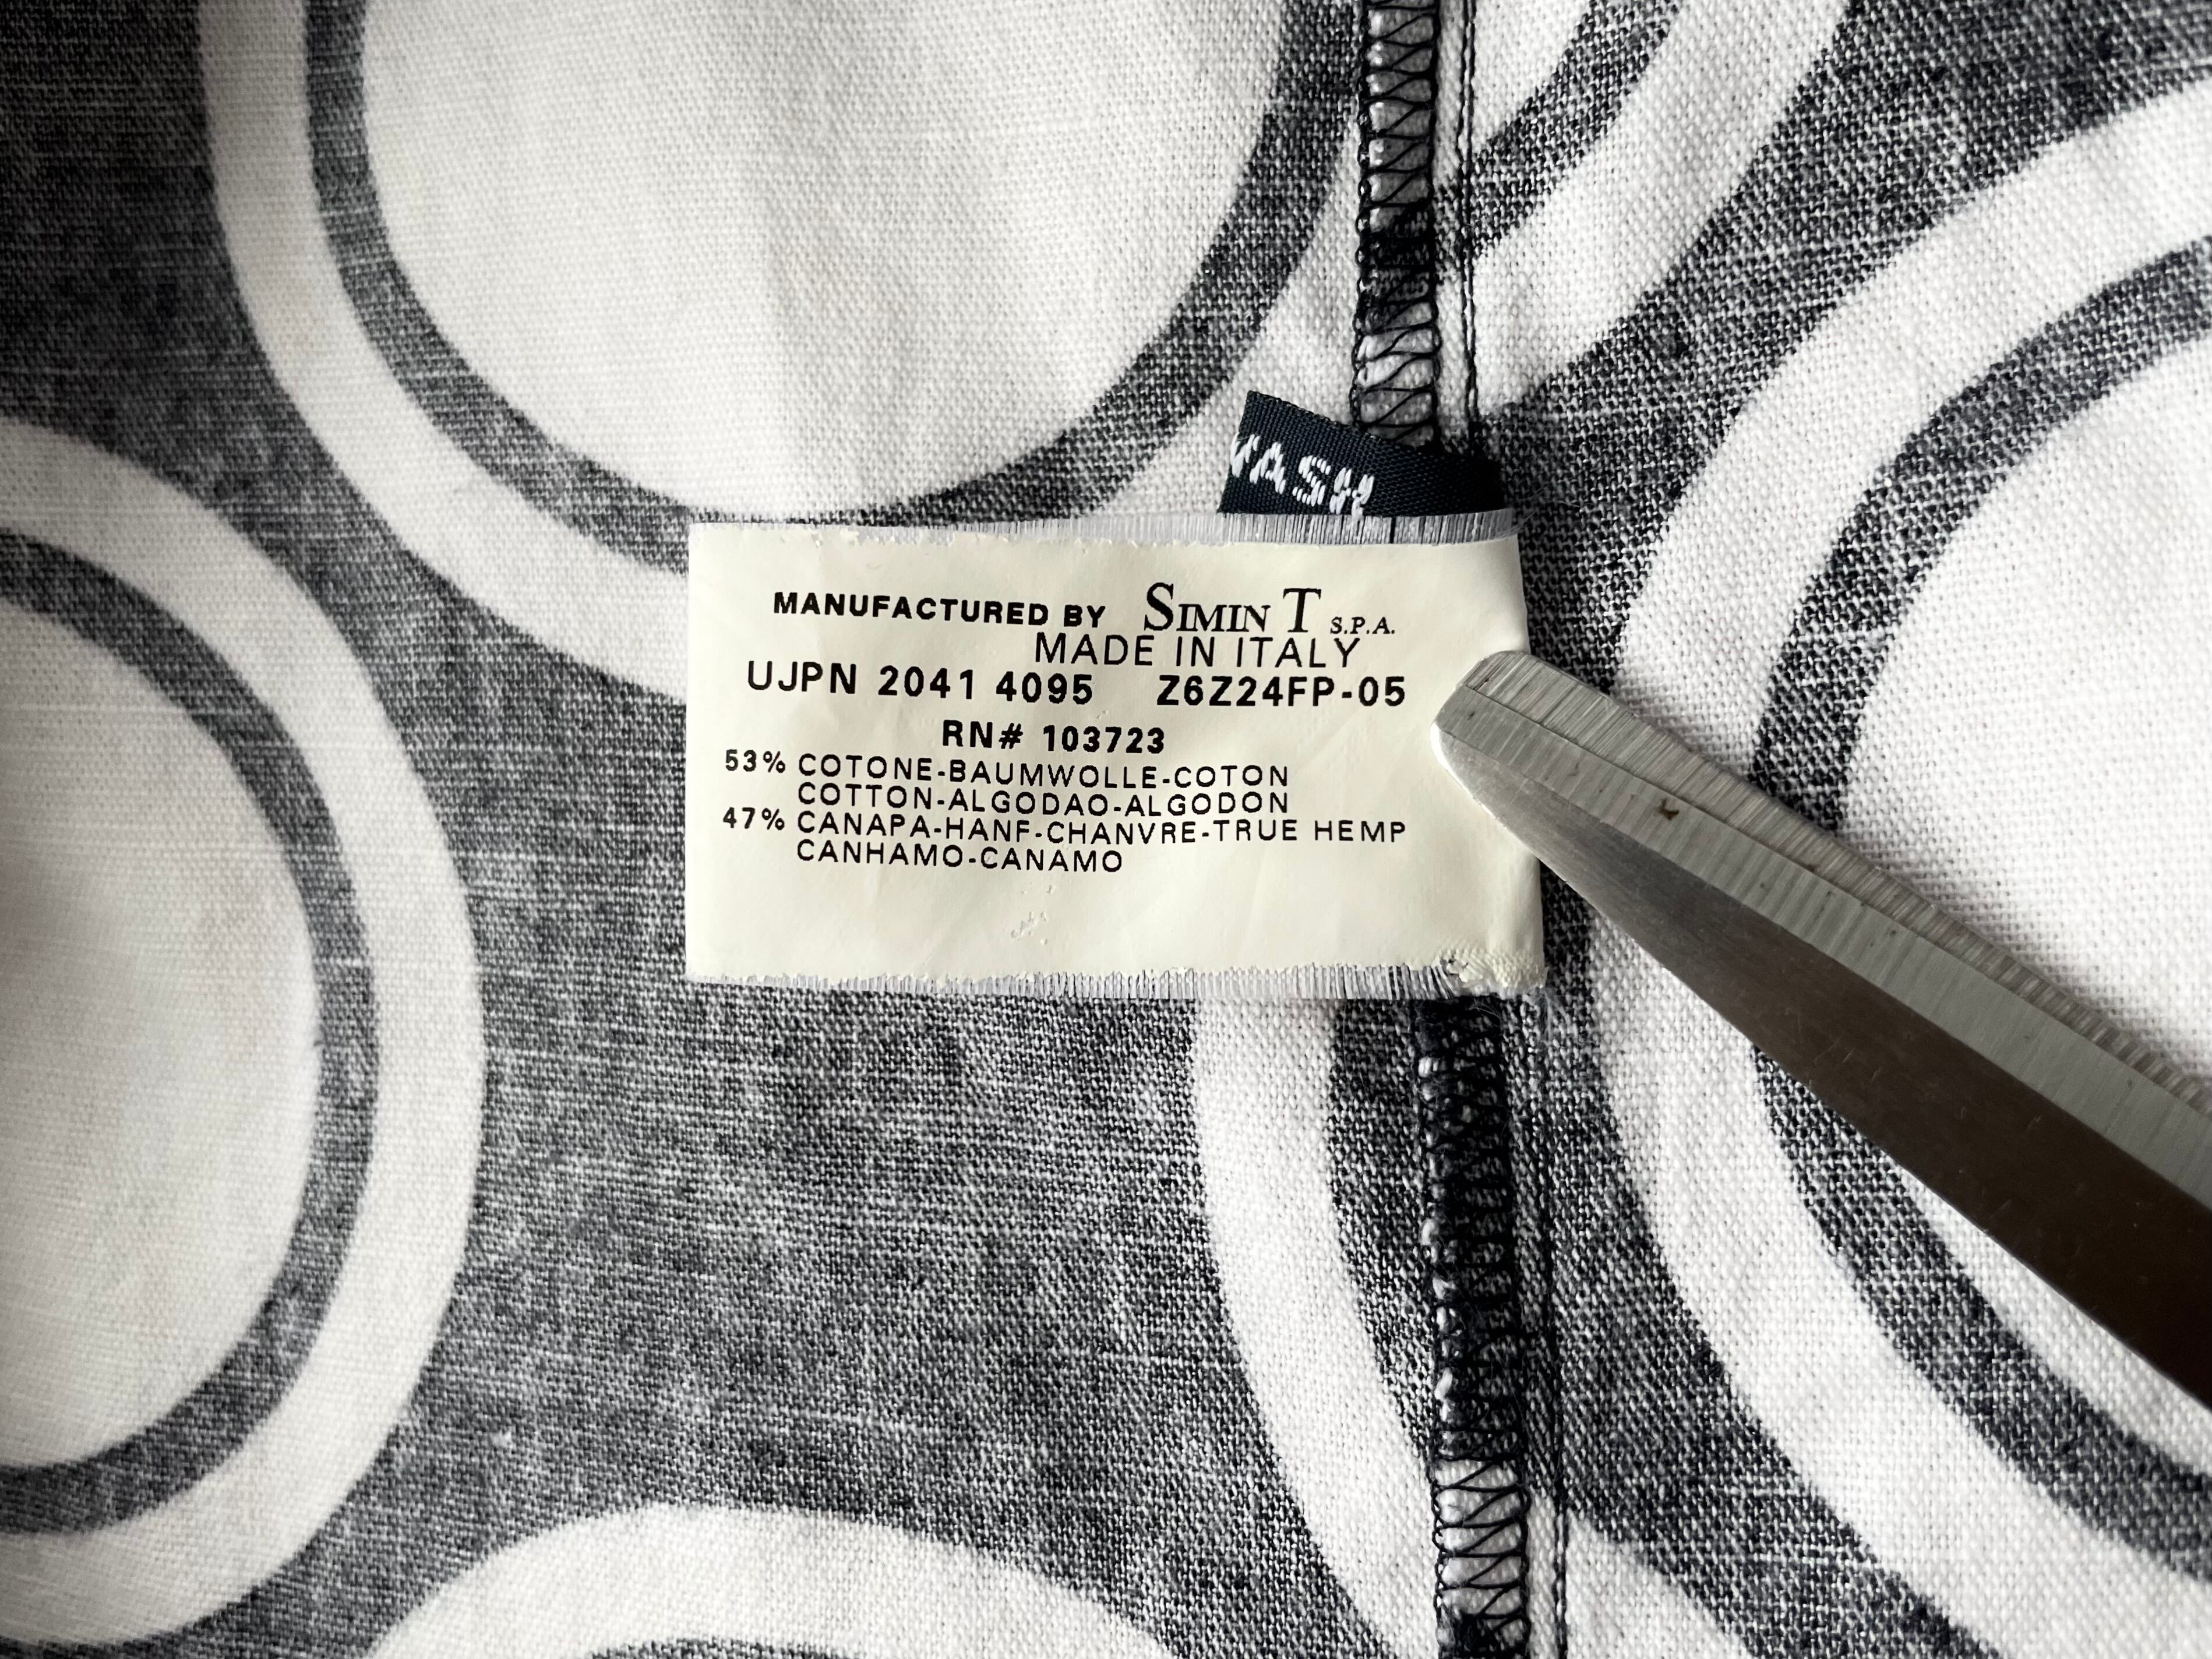 WASH
MANUFACTURED BY SIMIN T S.P.A.
MADE IN ITALY
UJPN 2041 4095 Z6Z24FP-05
RN# 103723
53% COTONE-BAUMWOLLE-COTON
COTTON-ALGODAO-ALGODON
47% CANAPA-HANF-CHANVRE-TRUE HEMP
CANHAMO-CANAMO